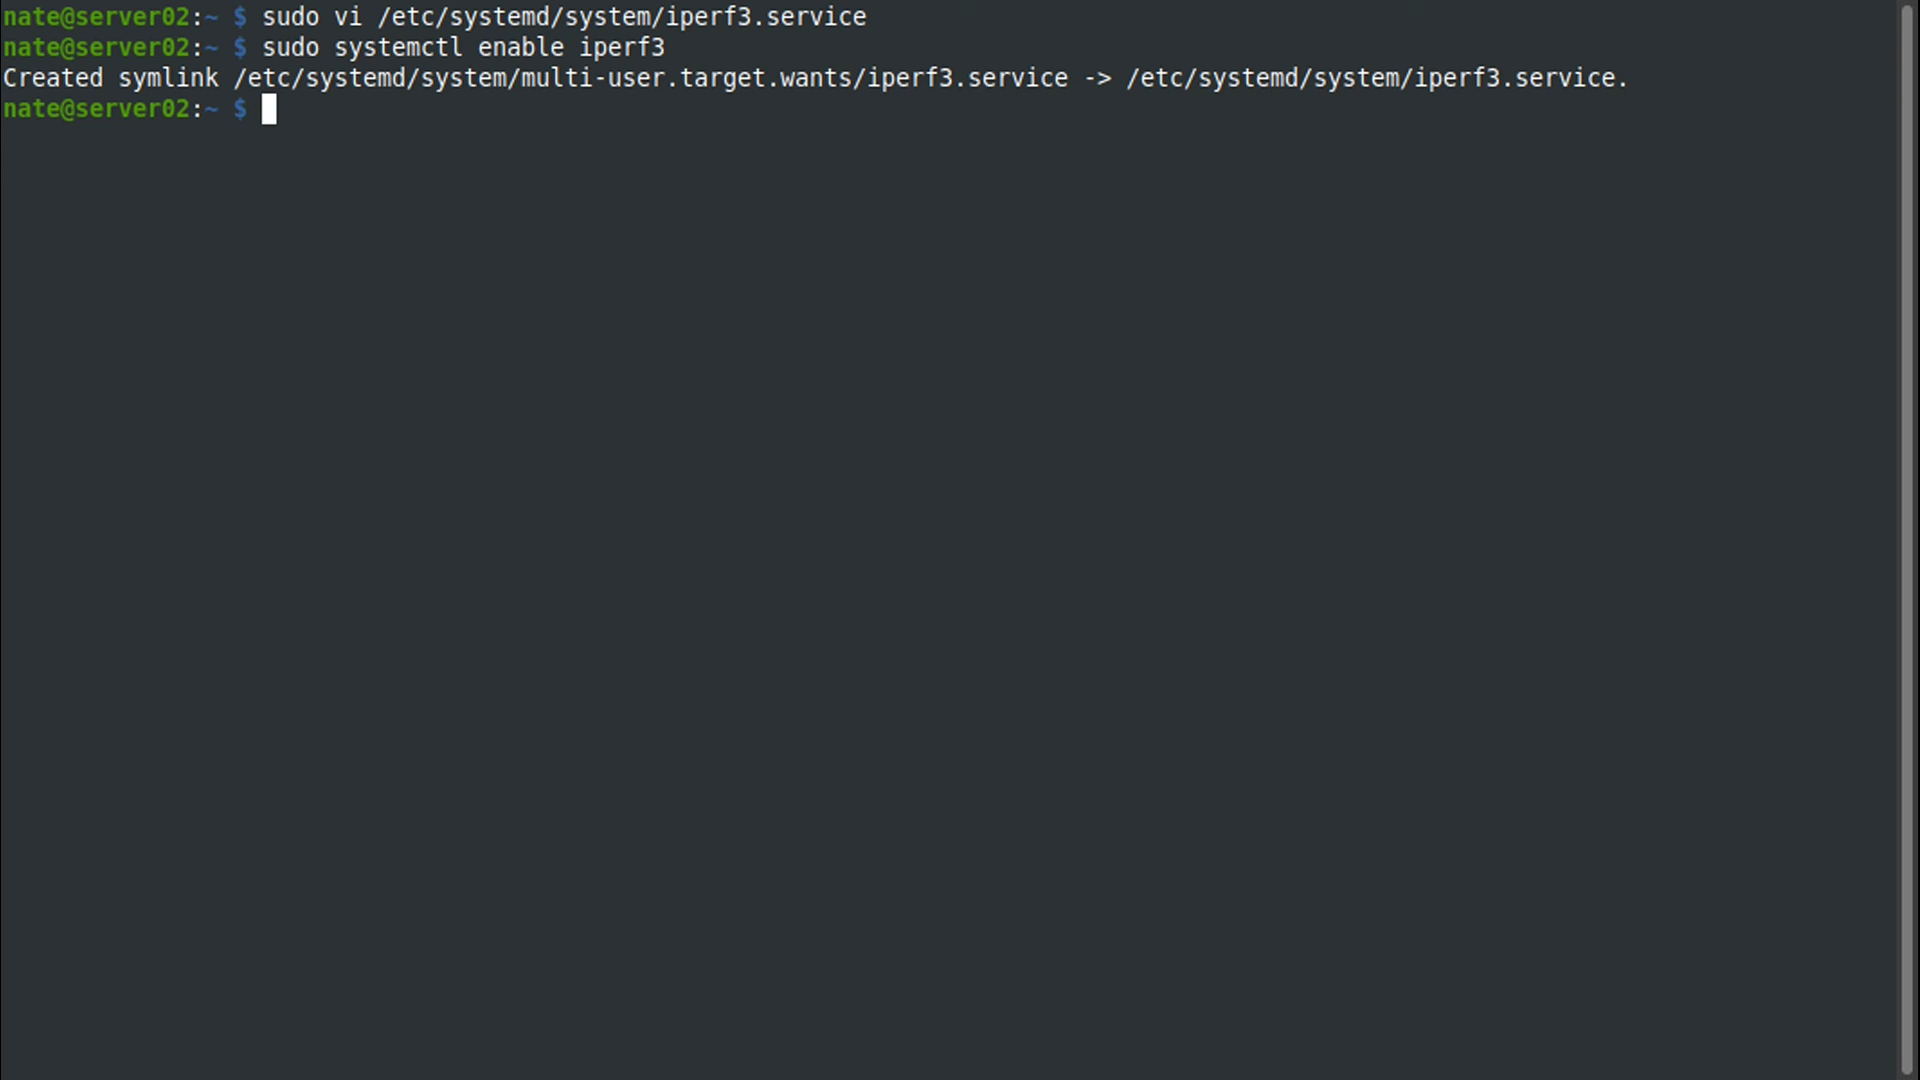 nate@server02:~ $ sudo vi /etc/systemd/system/iperf3.service
nate@server02:~ $ sudo systemctl enable iperf3
Created symlink /etc/systemd/system/multi-user.target.wants/iperf3.service -> /etc/systemd/system/iperf3.service.
nate@server02:~ $